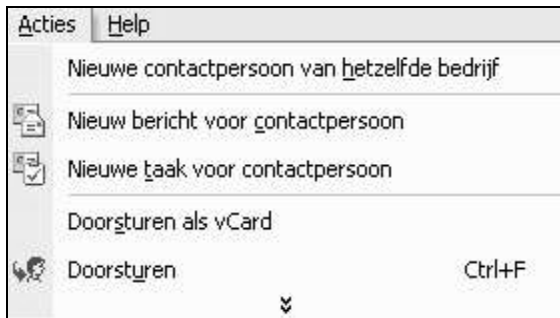 Acties Help
Nieuwe contactpersoon van hetzelfde bedrijf
Nieuw bericht voor contactpersoon
Nieuwe taak voor contactpersoon
Doorsturen als vCard
Doorsturen Ctrl+F